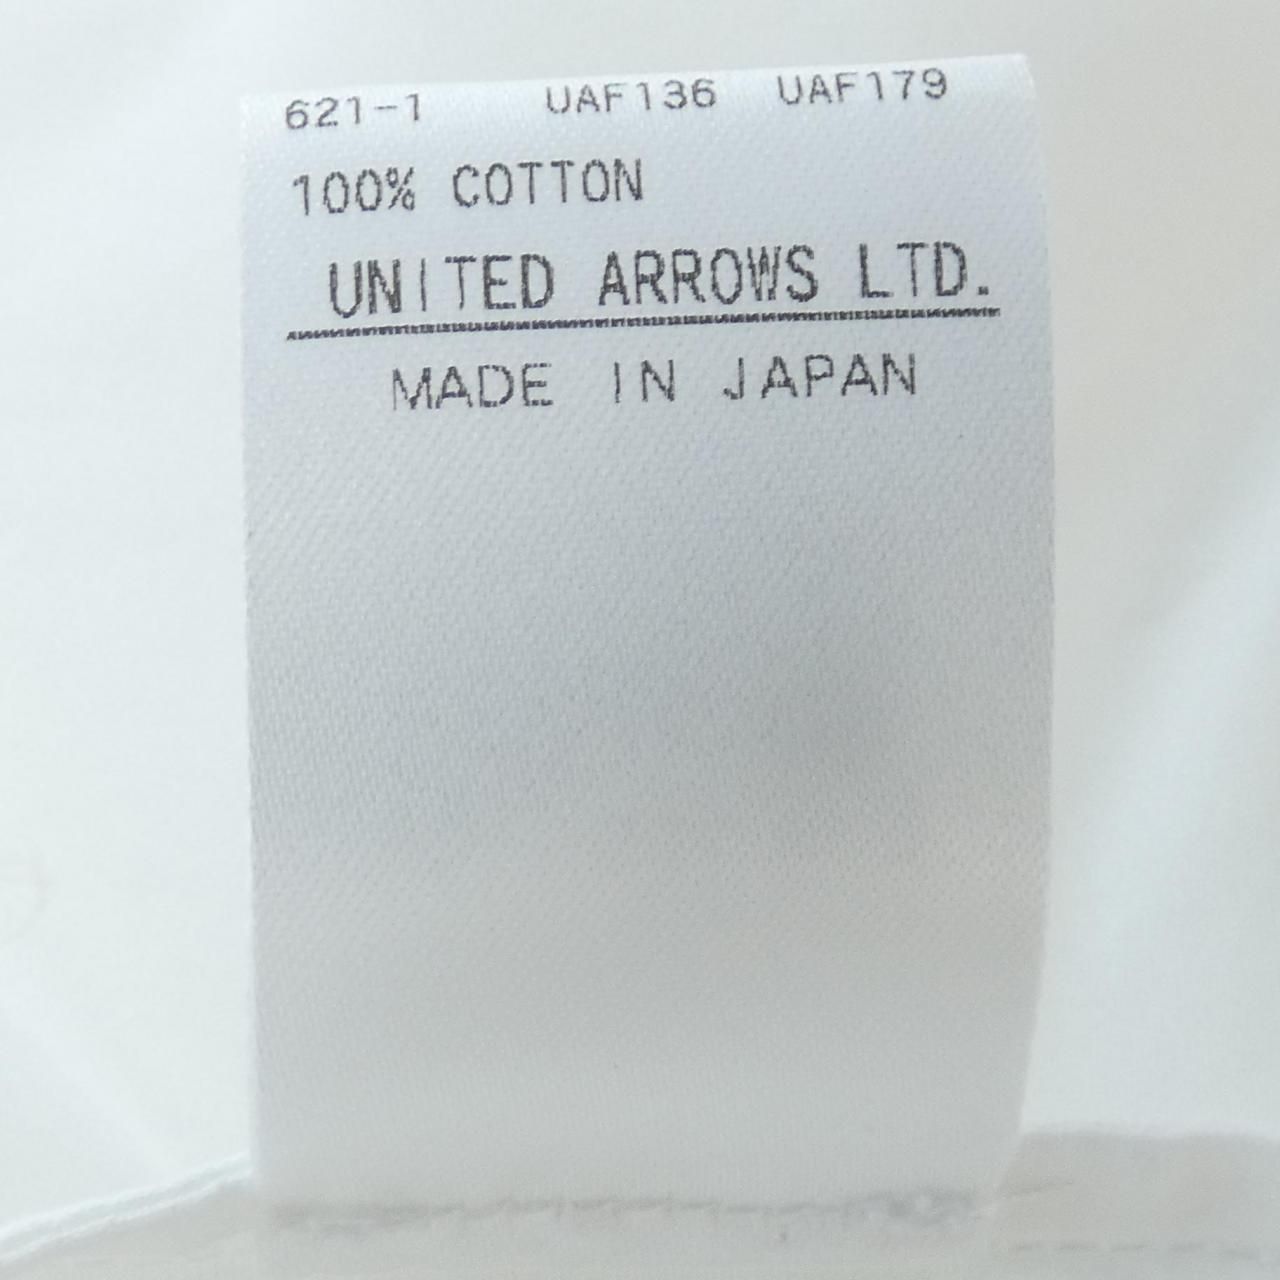 621-1 UAF136 UAF179
100% COTTON
UNITED ARROWS LTD.
MADE IN JAPAN